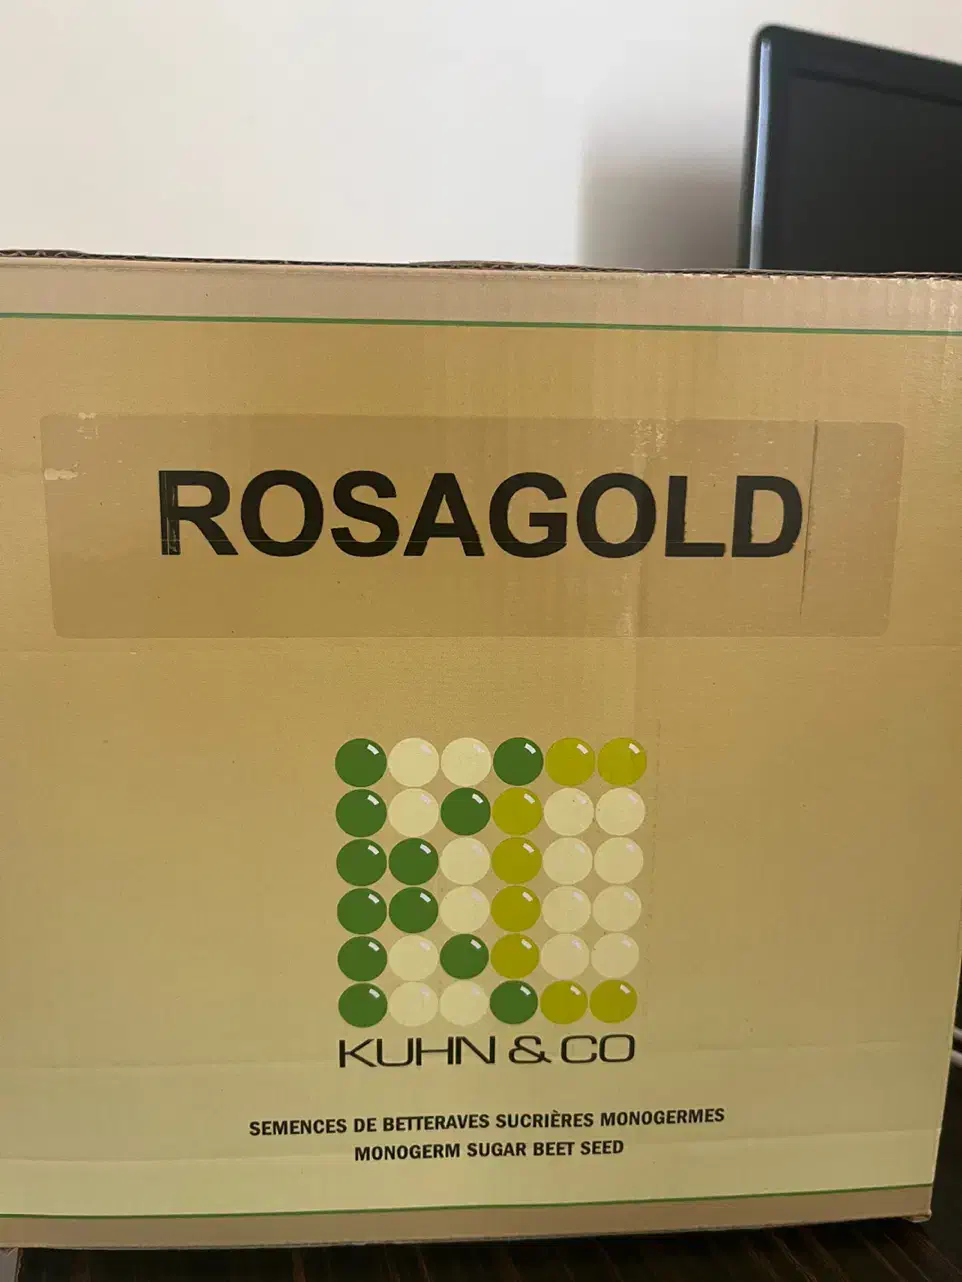 ROSAGOLD
KUHN & CO
SEMENCES DE BETTERAVES SUCRIÈRES MONOGERMES
MONOGERM SUGAR BEET SEED